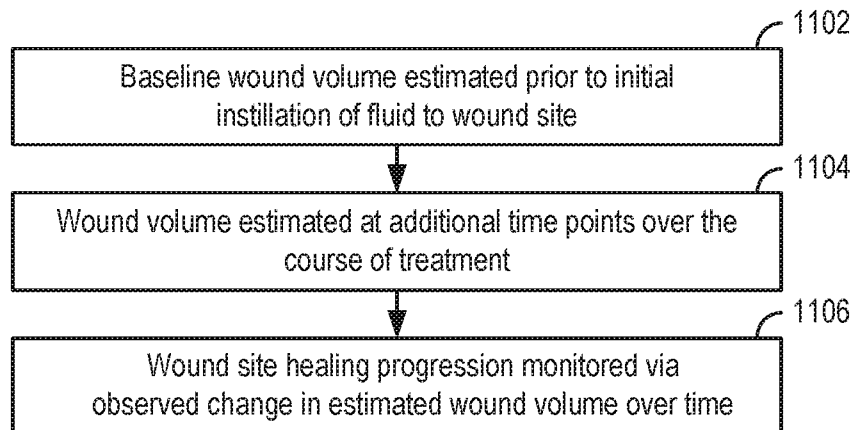 1102
Baseline wound volume estimated prior to initial
instillation of fluid to wound site
1104
Wound volume estimated at additional time points over the
course of treatment
1106
Wound site healing progression monitored via
observed change in estimated wound volume over time